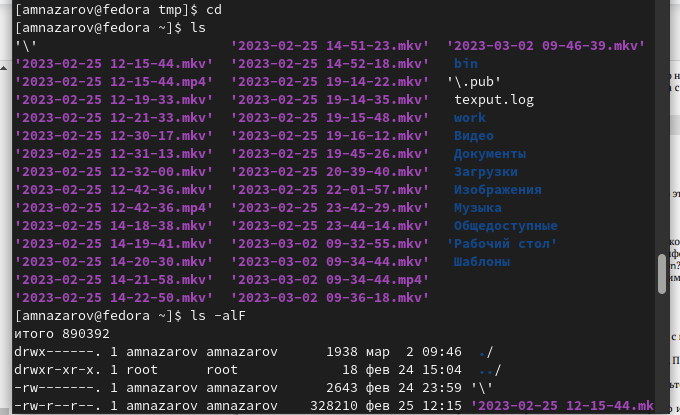 [amnazarov@fedora tmp]$ cd
[amnazarov@fedora ~]$ ls
'\' '2023-02-25 14-51-23.mkv' '2023-03-02 09-46-39.mkv'
'2023-02-25 12-15-44.mkv' '2023-02-25 14-52-18.mkv' bin
'2023-02-25 12-15-44.mp4' '2023-02-25 19-14-22.mkv' '\.pub'
'2023-02-25 12-19-33.mkv' '2023-02-25 19-14-35.mkv' texput.log
'2023-02-25 12-21-33.mkv' '2023-02-25 19-15-48.mkv' work
'2023-02-25 12-30-17.mkv' '2023-02-25 19-16-12.mkv' Видео
'2023-02-25 12-31-13.mkv' '2023-02-25 19-45-26.mkv' Документы
'2023-02-25 12-32-00.mkv' '2023-02-25 20-39-40.mkv' Загрузки
'2023-02-25 12-42-36.mkv' '2023-02-25 22-01-57.mkv' Изображения
'2023-02-25 12-42-36.mp4' '2023-02-25 23-42-29.mkv' Музыка
'2023-02-25 14-18-38.mkv' '2023-02-25 23-44-14.mkv' Общедоступные
'2023-02-25 14-19-41.mkv' '2023-03-02 09-32-55.mkv' 'Рабочий стол'
'2023-02-25 14-20-30.mkv' '2023-03-02 09-34-44.mkv' Шаблоны
'2023-02-25 14-21-58.mkv' '2023-03-02 09-34-44.mp4'
'2023-02-25 14-22-50.mkv' '2023-03-02 09-36-18.mkv'
[amnazarov@fedora ~]$ ls -alF
итого 890392
drwx------. 1 amnazarov amnazarov 1938 мар 2 09:46 ./
drwxr-xr-x. 1 root root 18 фев 24 15:04 ../
-rw-------. 1 amnazarov amnazarov 2643 фев 24 23:59 '\'
-rw-r--r--. 1 amnazarov amnazarov 328210 фев 25 12:15 '2023-02-25 12-15-44.mk